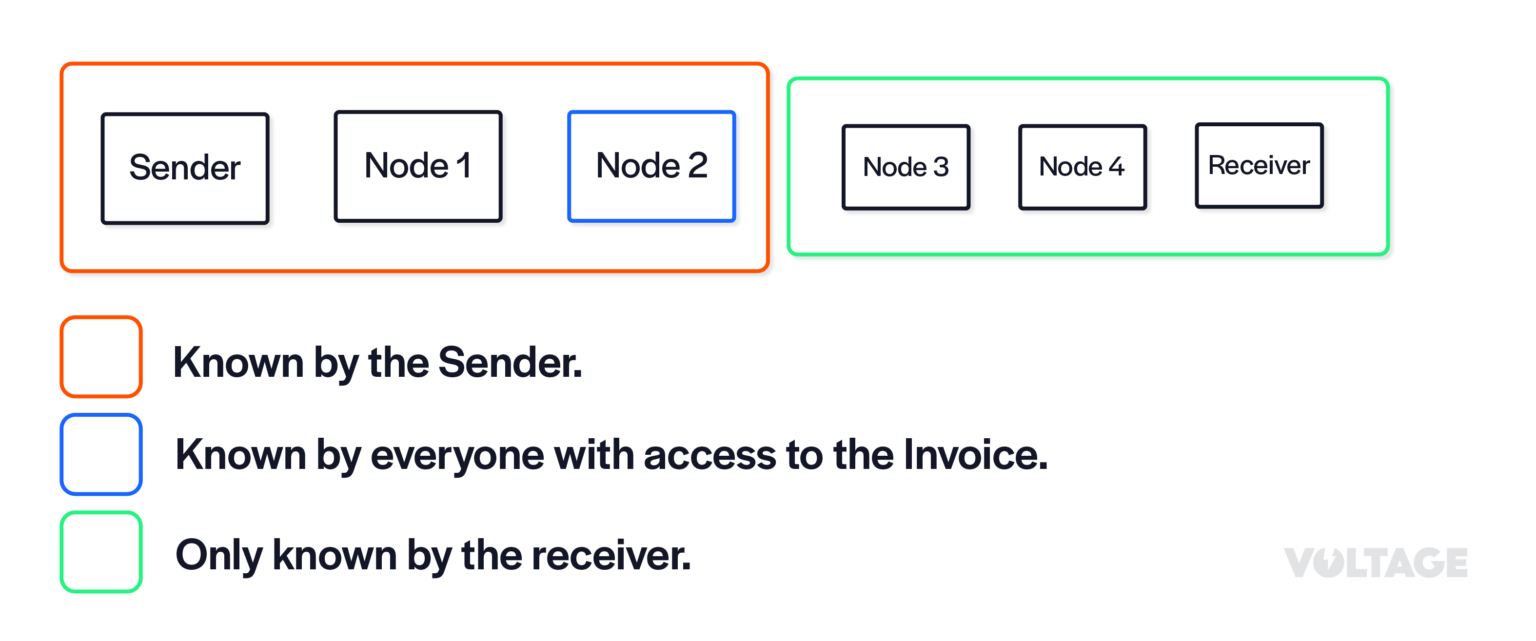 Sender
Node 1
Node 2
Node 3
Node 4
Receiver
Known by the Sender.
Known by everyone with access to the Invoice.
Only known by the receiver.
VOLTAGE